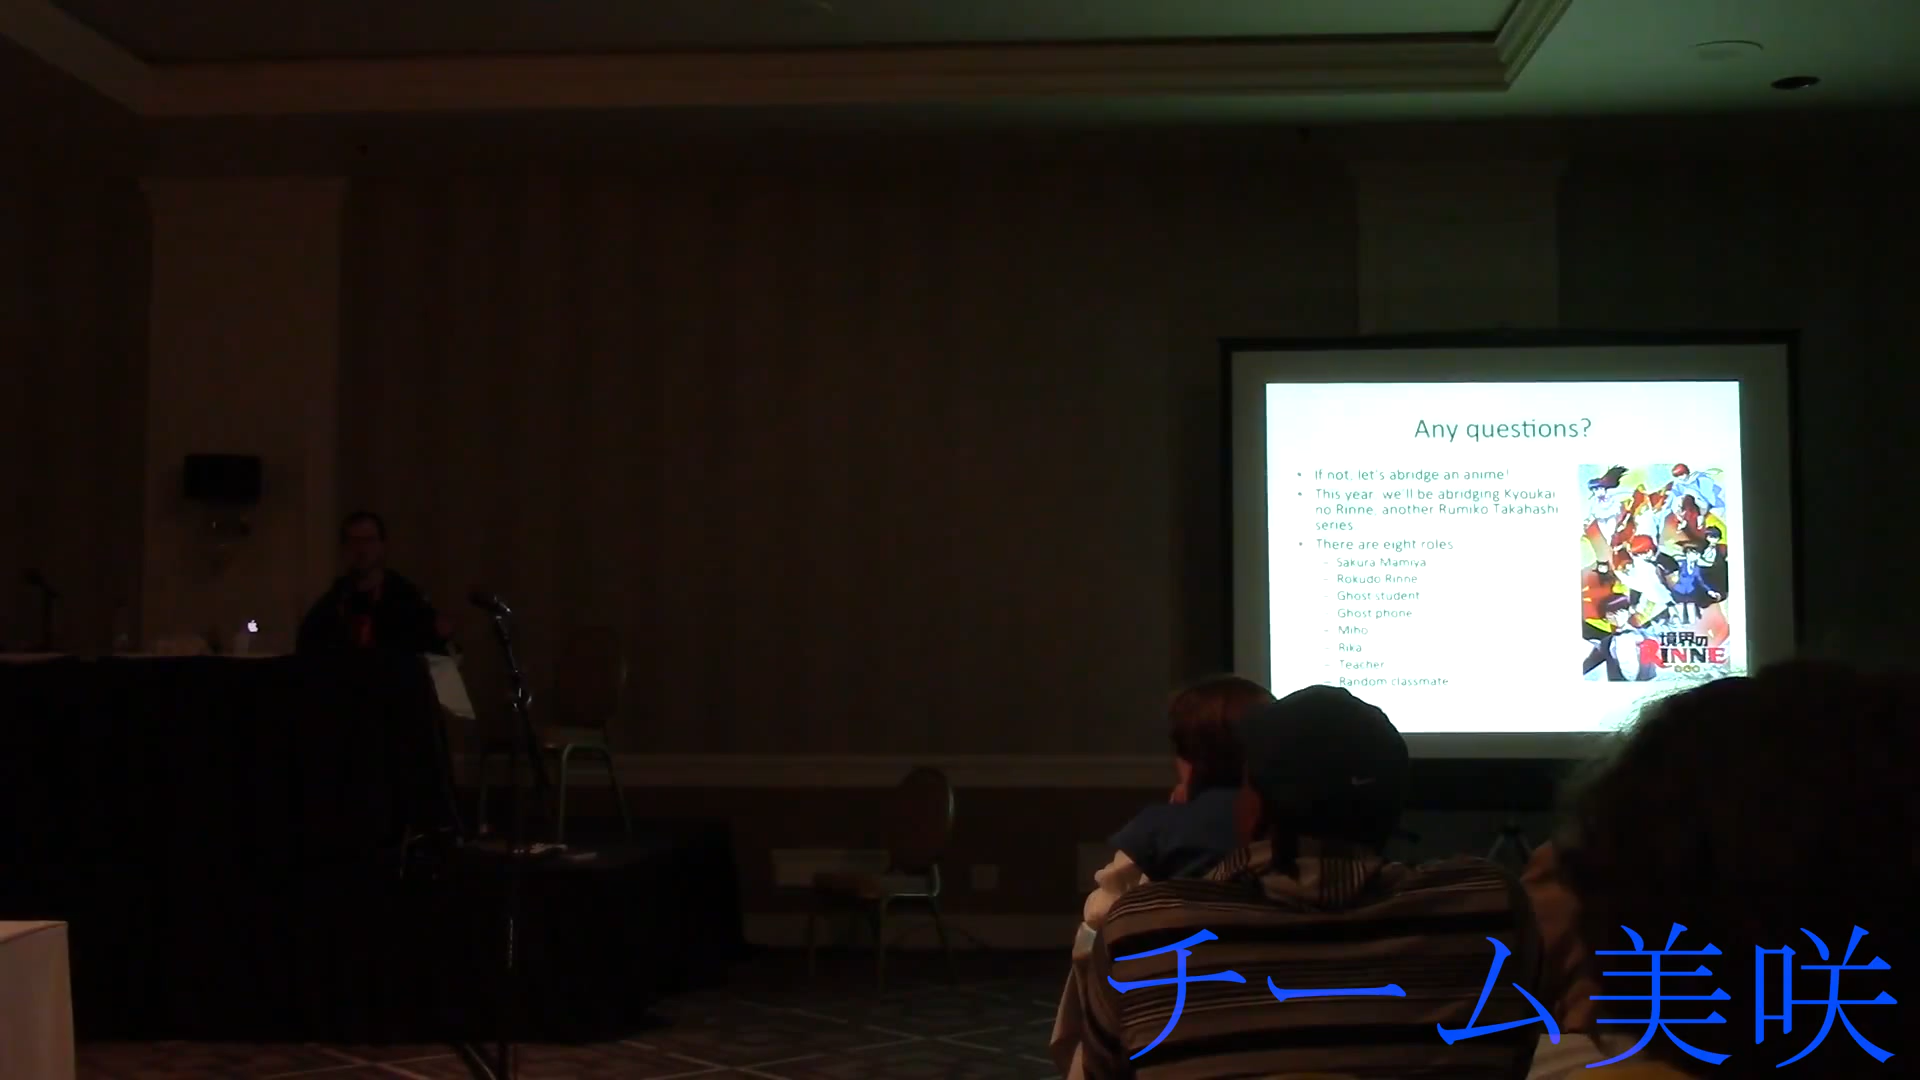 Any questions?
If not, let's abridge an anime!
This year, we'll be abridging Kyoukai
no Rinne, another Rumiko Takahashi
series
There are eight roles
- Sakura Mamiya
- Rokudo Rinne
- Ghost student
- Ghost phone
- Miho
- Rika
- Teacher
- Random classmate
境界の
RINNE
チーム美咲